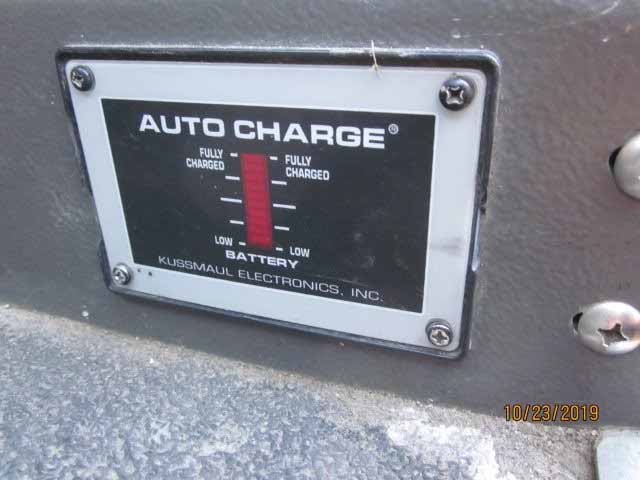 AUTO CHARGE®
FULLY CHARGED
FULLY CHARGED
LOW
LOW
BATTERY
KUSSMAUL ELECTRONICS, INC.
10/23/2019